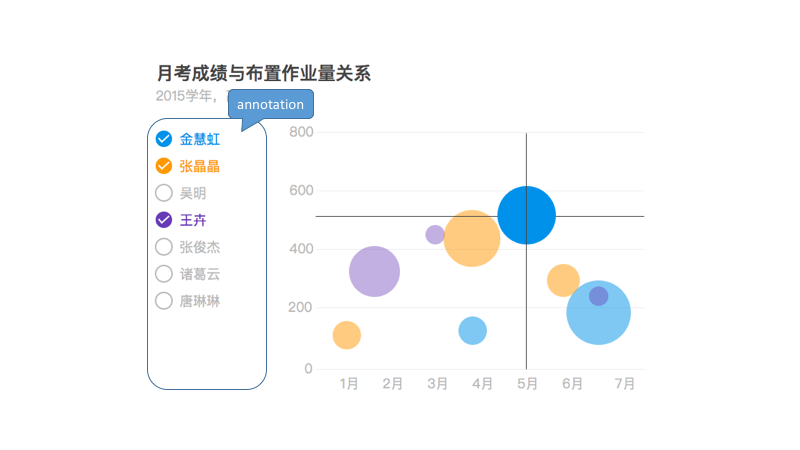 月考成绩与布置作业量关系
2015学年，
annotation
金慧虹
张晶晶
吴明
王卉
张俊杰
诸葛云
唐琳琳
800
600
400
200
0
1月 2月 3月 4月 5月 6月 7月